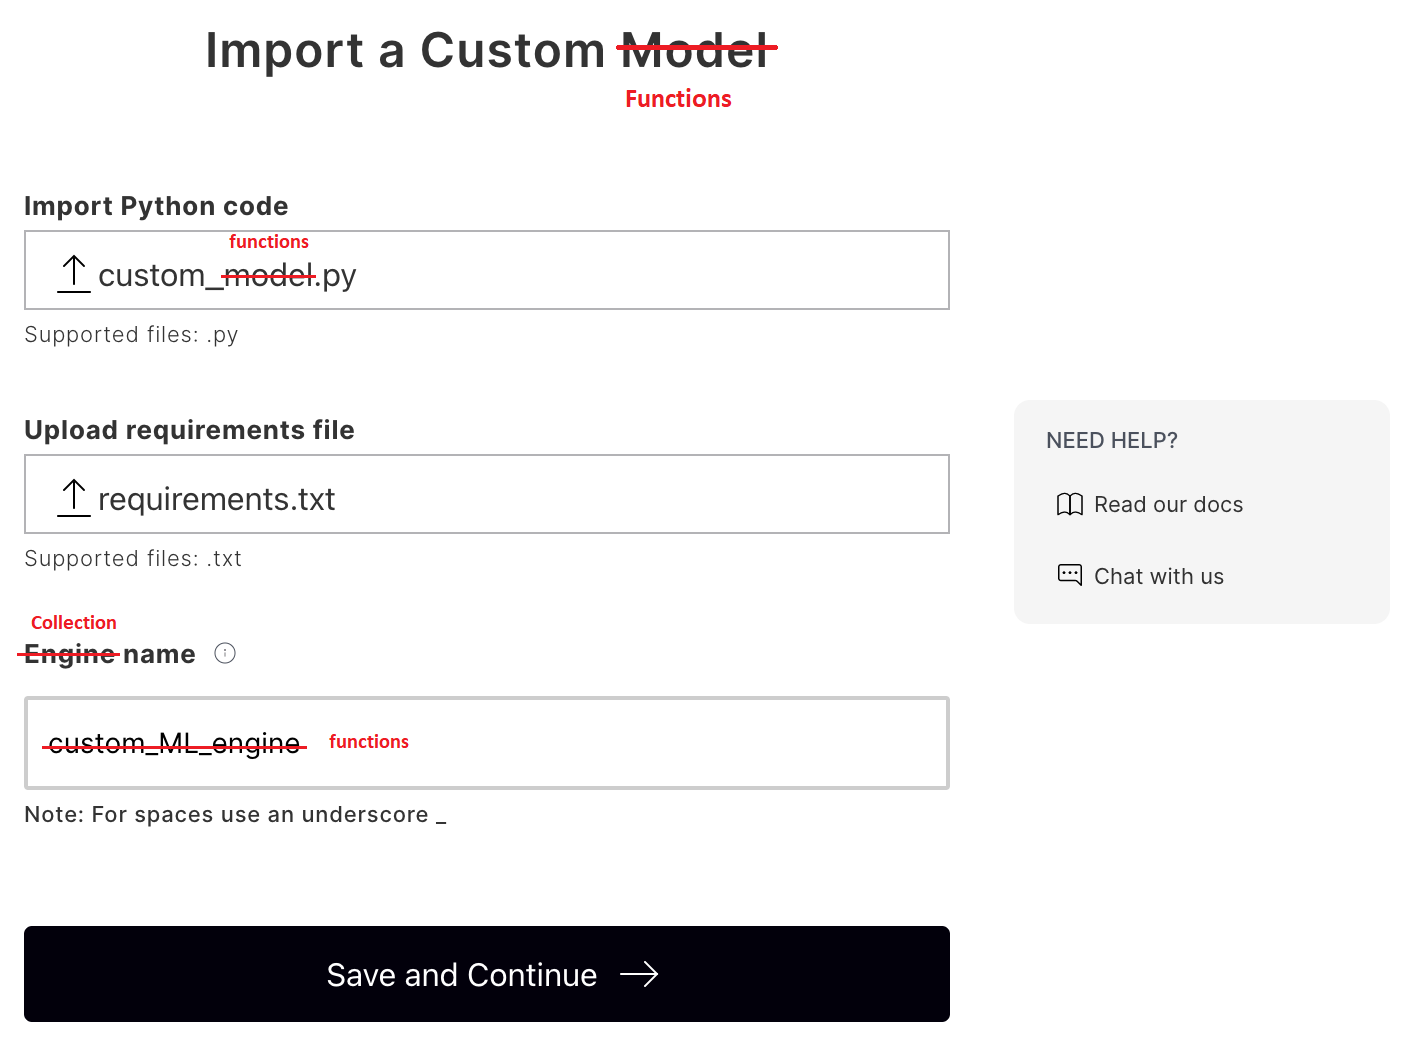 Import a Custom Model
Functions
Import Python code
functions
custom_model.py
Supported files: .py
Upload requirements file
requirements.txt
Supported files: .txt
NEED HELP?
Read our docs
Chat with us
Collection
Engine name
custom_ML_engine functions
Note: For spaces use an underscore _
Save and Continue